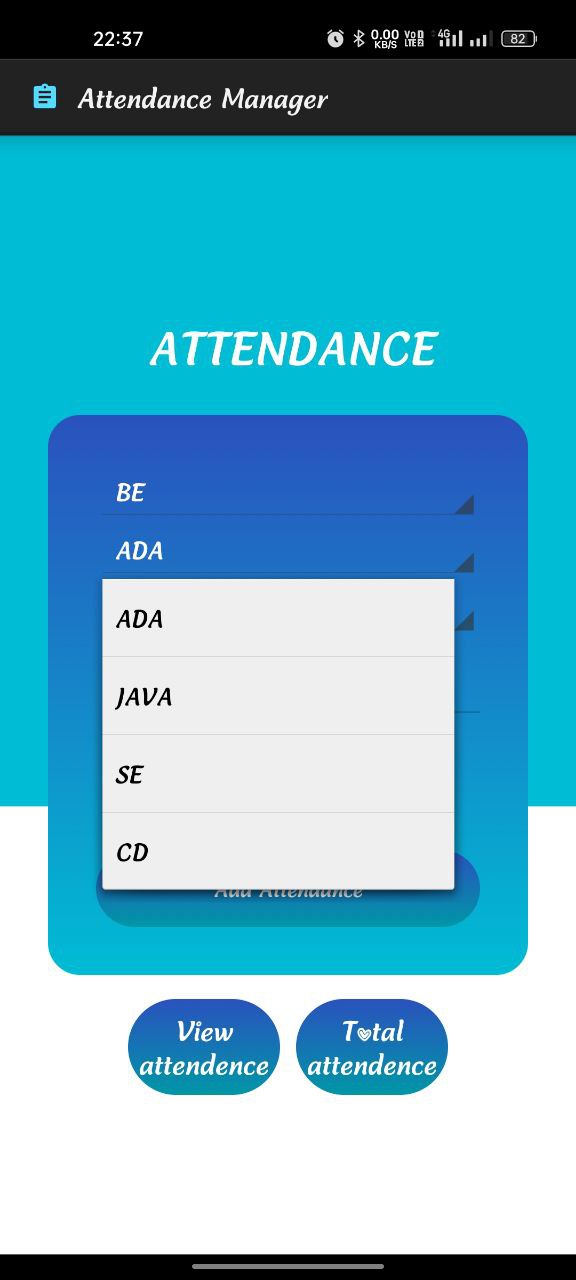 22:37
0.00
KB/S
Vo
LTE2
4G
82
Attendance Manager
ATTENDANCE
BE
ADA
ADA
JAVA
SE
CD
Add Attendance
View
attendence
Total
attendence